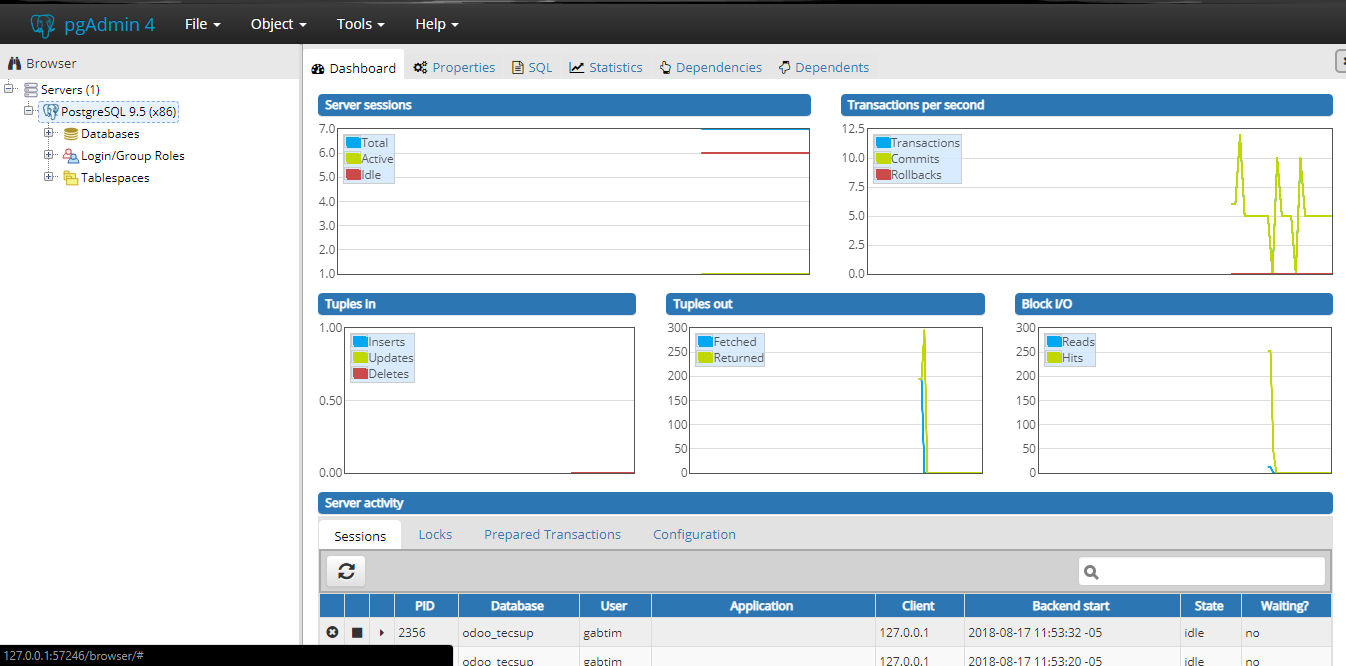 pgAdmin 4 File Object Tools Help
Browser
Servers (1)
PostgreSQL 9.5 (x86)
Databases
Login/Group Roles
Tablespaces
Dashboard Properties SQL Statistics Dependencies Dependents
Server sessions
7.0
6.0
5.0
4.0
3.0
2.0
1.0
Total
Active
Idle
Transactions per second
12.5
10.0
7.5
5.0
2.5
0.0
Transactions
Commits
Rollbacks
Tuples in
1.00
0.50
0.00
Inserts
Updates
Deletes
Tuples out
300
250
200
150
100
50
0
Fetched
Returned
Block I/O
300
250
200
150
100
50
0
Reads
Hits
Server activity
Sessions Locks Prepared Transactions Configuration
PID Database User Application Client Backend start State Waiting?
2356 odoo_tecsup gabtim 127.0.0.1 2018-08-17 11:53:32 -05 idle no
odoo_tecsup gabtim 127.0.0.1 2018-08-17 11:53:20 -05 idle no
127.0.0.1:57246/browser/#